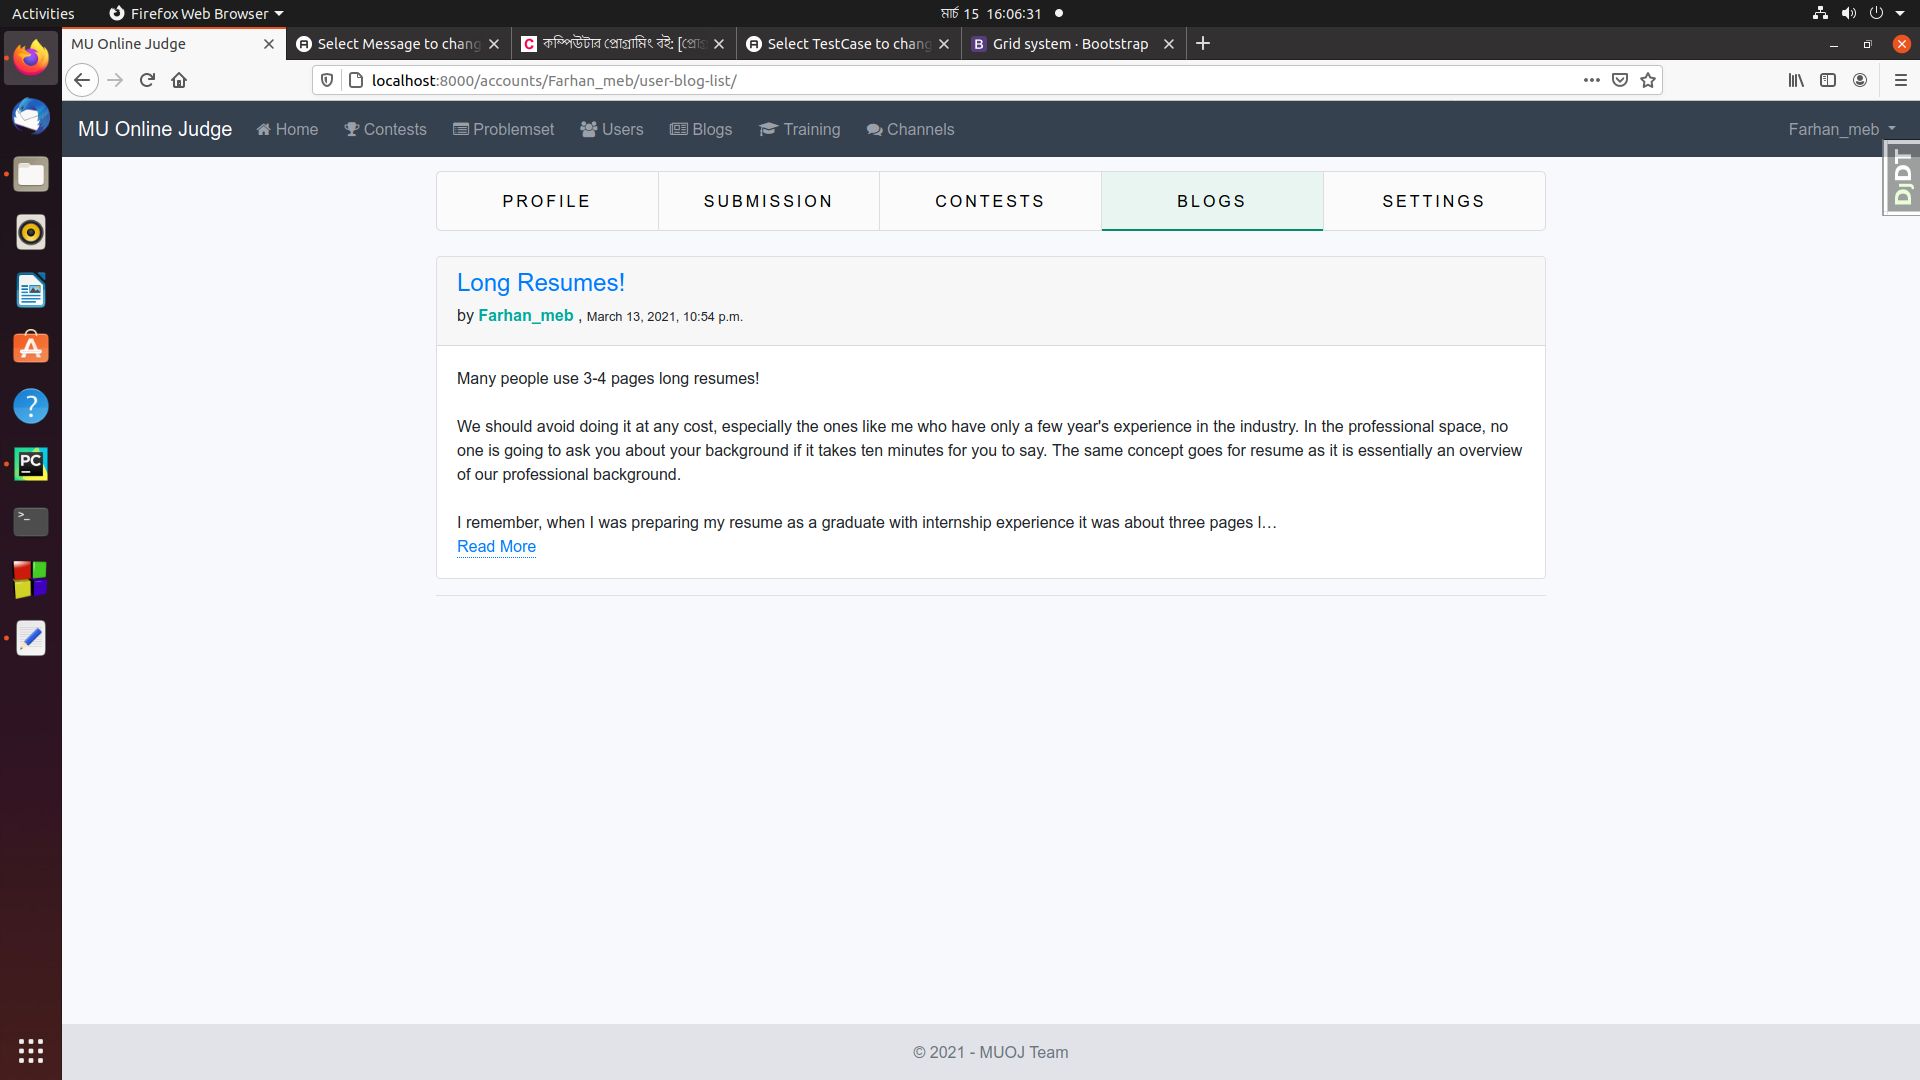 Activities
Firefox Web Browser
মার্চ 15 16:06:31
MU Online Judge
Select Message to chang
কম্পিউটার প্রোগ্রামিং বই: [প্রো
Select TestCase to chang
Grid system · Bootstrap
localhost:8000/accounts/Farhan_meb/user-blog-list/
MU Online Judge
Home
Contests
Problemset
Users
Blogs
Training
Channels
Farhan_meb
DjDT
PROFILE
SUBMISSION
CONTESTS
BLOGS
SETTINGS
Long Resumes!
by Farhan_meb , March 13, 2021, 10:54 p.m.
Many people use 3-4 pages long resumes!
We should avoid doing it at any cost, especially the ones like me who have only a few year's experience in the industry. In the professional space, no
one is going to ask you about your background if it takes ten minutes for you to say. The same concept goes for resume as it is essentially an overview
of our professional background.
I remember, when I was preparing my resume as a graduate with internship experience it was about three pages l…
Read More
© 2021 - MUOJ Team